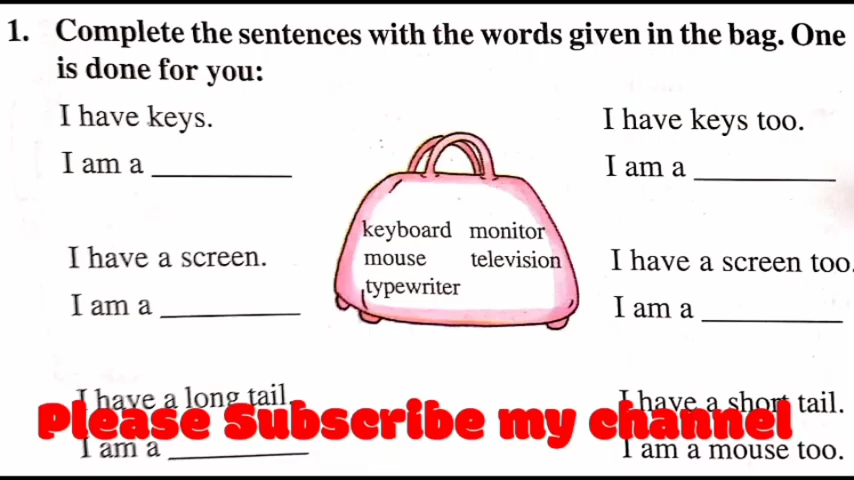 1. Complete the sentences with the words given in the bag. One
is done for you:
I have keys.
I am a
I have keys too.
I am a
keyboard monitor
mouse television
typewriter
I have a screen.
I am a
I have a screen too.
I am a
I have a long tail.
I am a
I have a short tail.
I am a mouse too.
Please Subscribe my channel